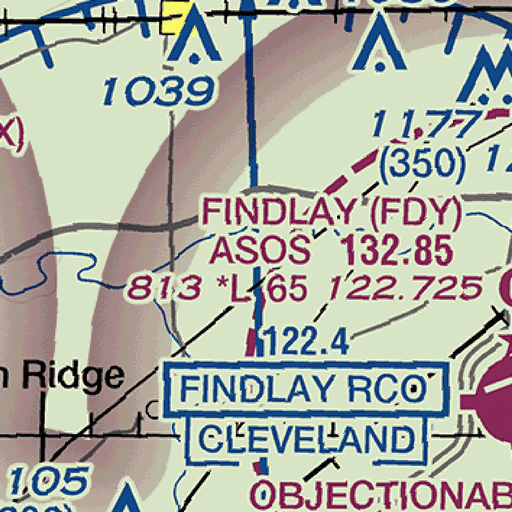 1039
X)
1177
(350)
FINDLAY (FDY)
ASOS 132.85
813 *L 65 122.725
122.4
n Ridge
FINDLAY RCO
CLEVELAND
105
OBJECTIONAB